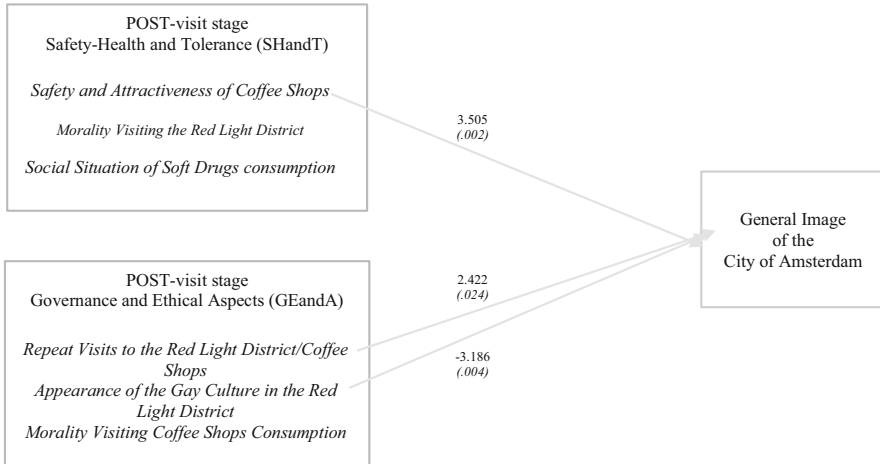 POST-visit stage
Safety-Health and Tolerance (SHandT)
Safety and Attractiveness of Coffee Shops
Morality Visiting the Red Light District
Social Situation of Soft Drugs consumption
3.505
(.002)
General Image
of the
City of Amsterdam
POST-visit stage
Governance and Ethical Aspects (GEandA)
Repeat Visits to the Red Light District/Coffee
Shops
Appearance of the Gay Culture in the Red
Light District
Morality Visiting Coffee Shops Consumption
2.422
(.024)
-3.186
(.004)